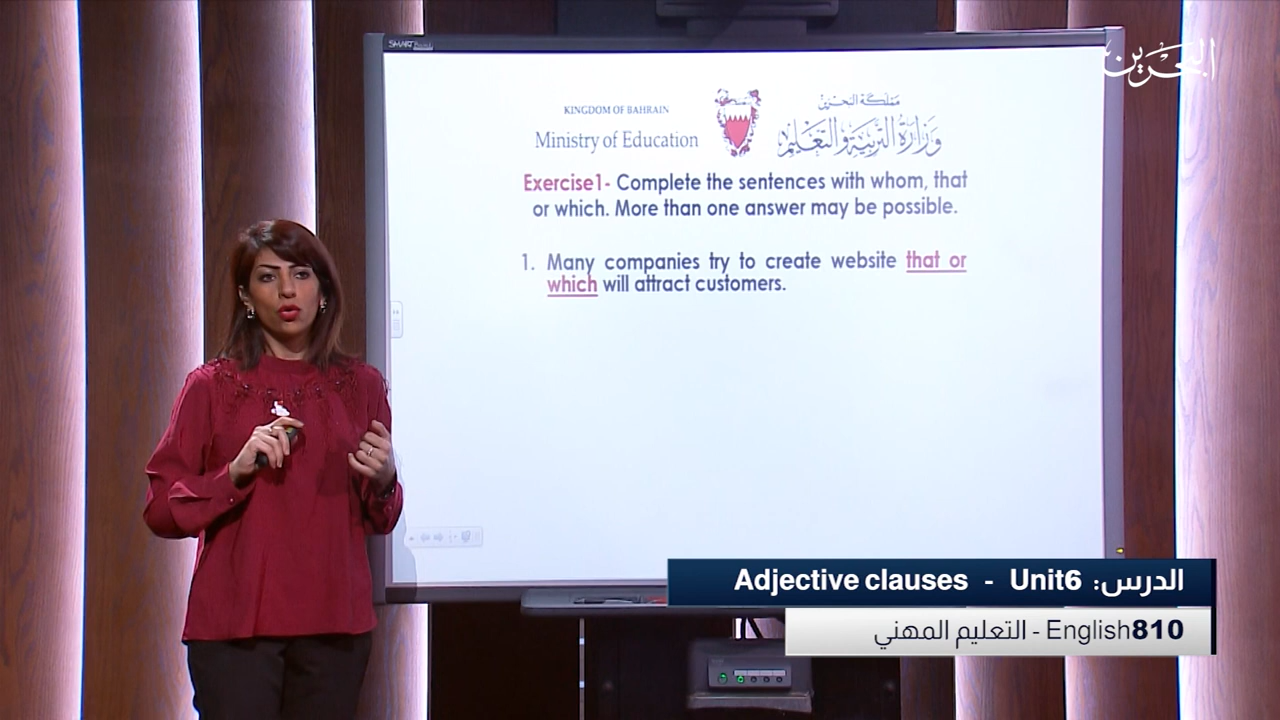 SMART Board
البحرين
KINGDOM OF BAHRAIN
Ministry of Education
مملكة البحرين
وزارة التربية والتعليم
Exercise1- Complete the sentences with whom, that
or which. More than one answer may be possible.
1. Many companies try to create website that or
which will attract customers.
الدرس: Adjective clauses - Unit6
English810 - التعليم المهني